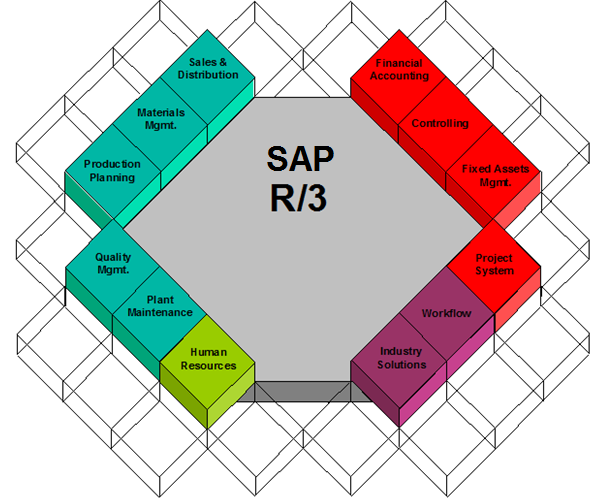 Sales &
Distribution
Financial
Accounting
Materials
Mgmt.
Controlling
Production
Planning
Fixed Assets
Mgmt.
SAP
R/3
Quality
Mgmt.
Project
System
Plant
Maintenance
Workflow
Human
Resources
Industry
Solutions